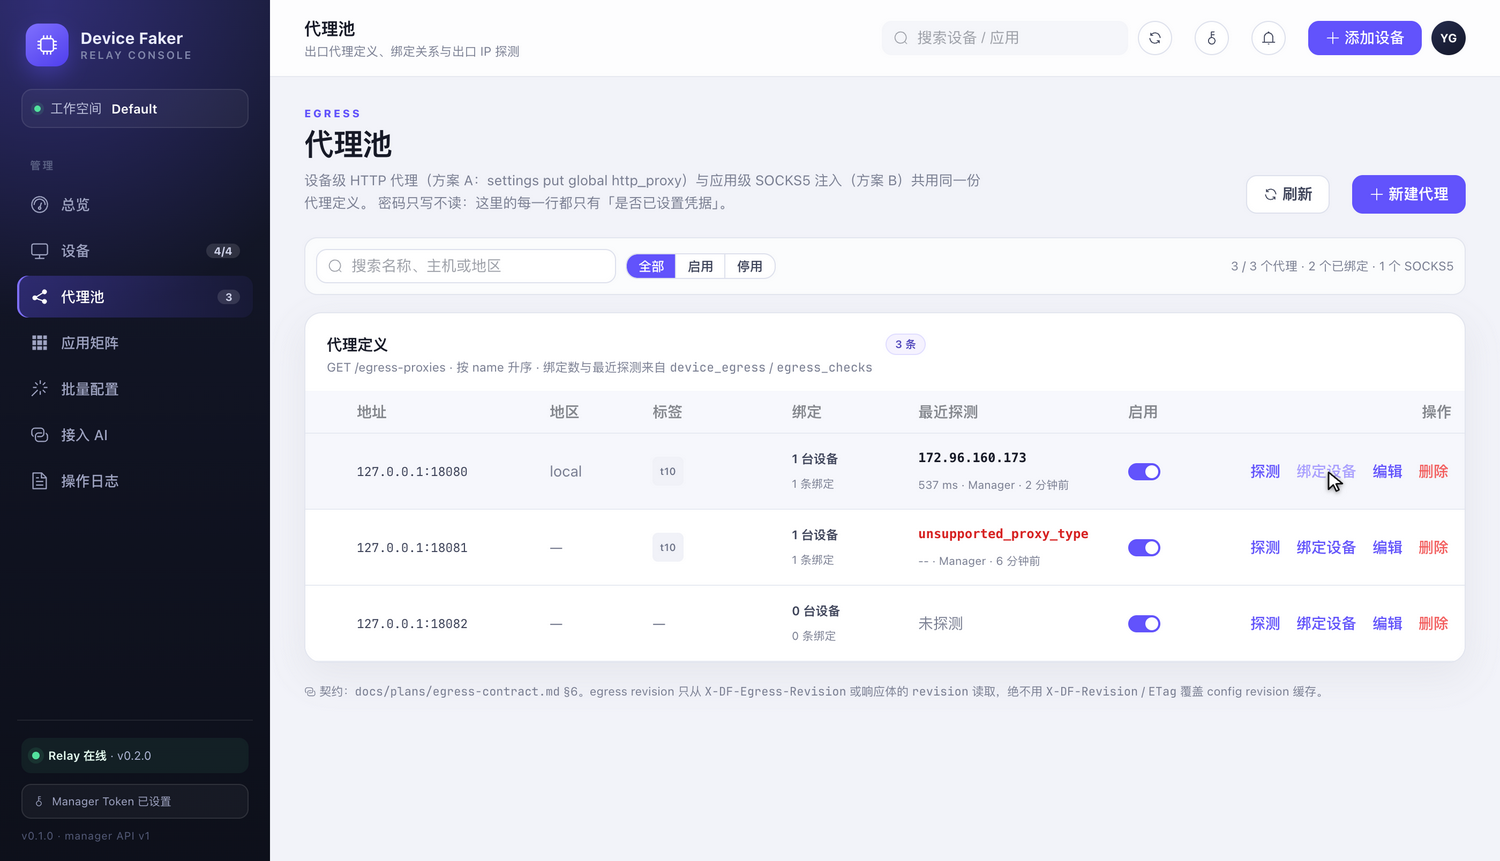 Device Faker
RELAY CONSOLE
工作空间 Default
管理
总览
设备 4/4
代理池 3
应用矩阵
批量配置
接入 AI
操作日志
Relay 在线 · v0.2.0
Manager Token 已设置
v0.1.0 · manager API v1
代理池
出口代理定义、绑定关系与出口 IP 探测
搜索设备 / 应用
添加设备
YG
EGRESS
代理池
设备级 HTTP 代理（方案 A：settings put global http_proxy）与应用级 SOCKS5 注入（方案 B）共用同一份
代理定义。 密码只写不读：这里的每一行都只有「是否已设置凭据」。
刷新
新建代理
搜索名称、主机或地区
全部 启用 停用
3 / 3 个代理 · 2 个已绑定 · 1 个 SOCKS5
代理定义
3 条
GET /egress-proxies · 按 name 升序 · 绑定数与最近探测来自 device_egress / egress_checks
地址 地区 标签 绑定 最近探测 启用 操作
127.0.0.1:18080 local t10 1 台设备 172.96.160.173 探测 绑定设备 编辑 删除
1 条绑定 537 ms · Manager · 2 分钟前
127.0.0.1:18081 — t10 1 台设备 unsupported_proxy_type 探测 绑定设备 编辑 删除
1 条绑定 -- · Manager · 6 分钟前
127.0.0.1:18082 — — 0 台设备 未探测 探测 绑定设备 编辑 删除
0 条绑定
契约：docs/plans/egress-contract.md §6。egress revision 只从 X-DF-Egress-Revision 或响应体的 revision 读取，绝不用 X-DF-Revision / ETag 覆盖 config revision 缓存。